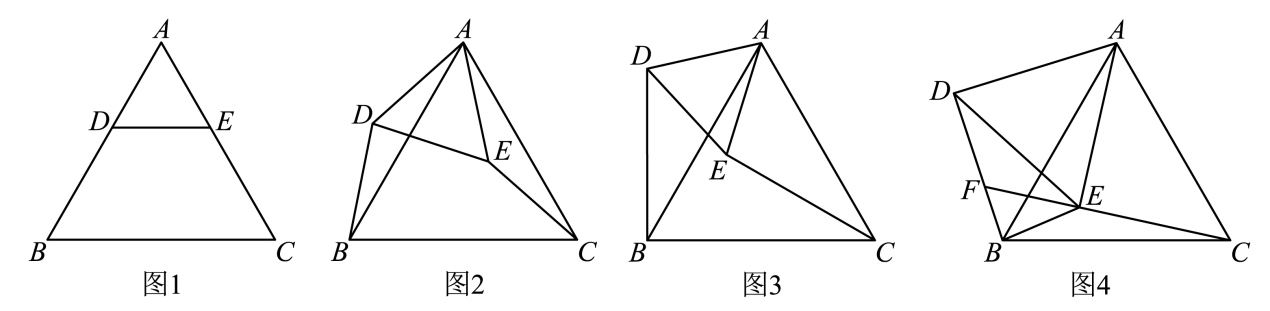 A A A A
D D D D
E E E E
F
B C B C B C B C
图1 图2 图3 图4